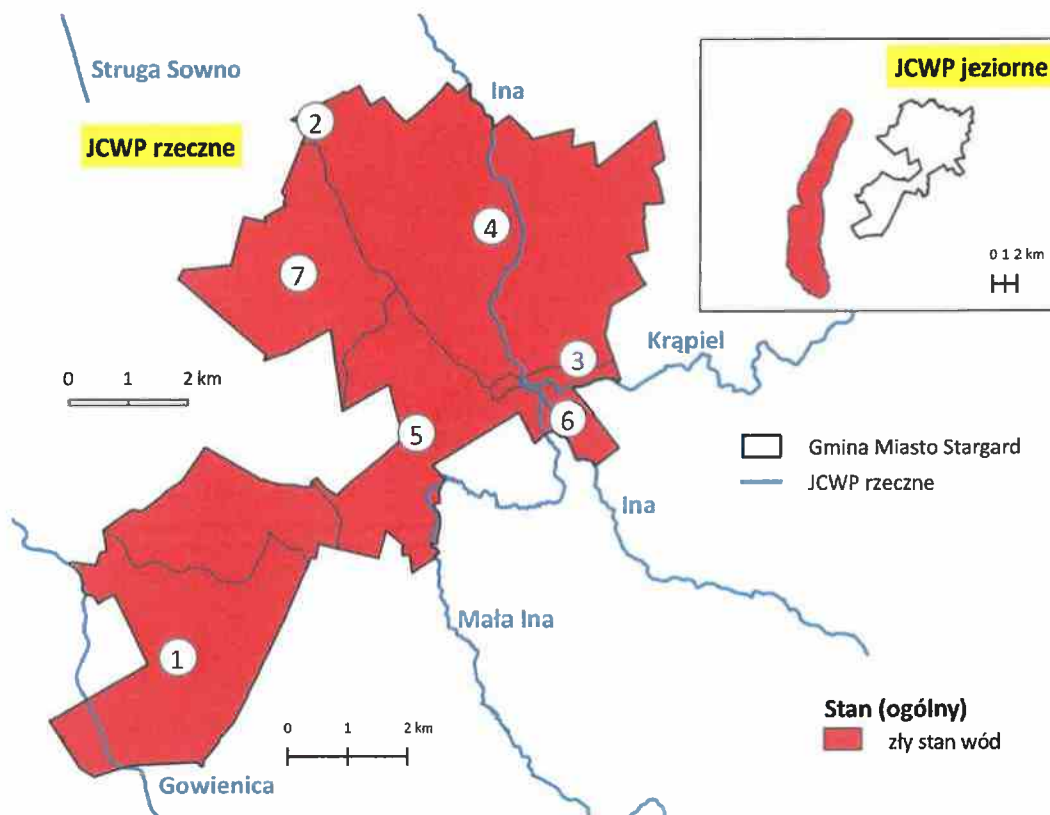 Struga Sowno
JCWP rzeczne
Ina
JCWP jeziorne
0 1 2 km
2
4
7
3
Krąpiel
0 1 2 km
6
5
Gmina Miasto Stargard
JCWP rzeczne
Ina
Mała Ina
1
Stan (ogólny)
zły stan wód
0 1 2 km
Gowienica